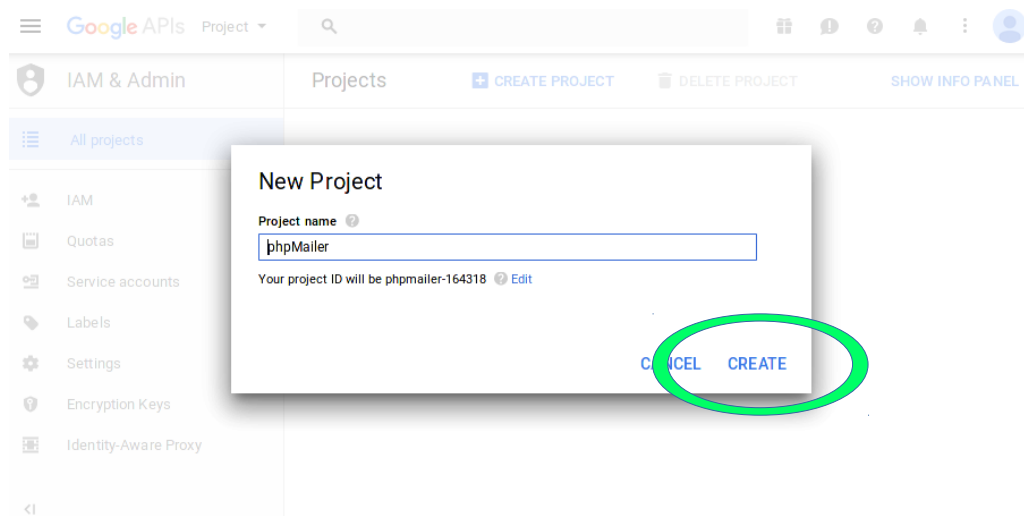 Google APIs Project
IAM & Admin Projects CREATE PROJECT DELETE PROJECT SHOW INFO PANEL
All projects
New Project
IAM
Project name
Quotas
phpMailer
Your project ID will be phpmailer-164318 Edit
Service accounts
Labels
Settings
CANCEL CREATE
Encryption Keys
Identity-Aware Proxy